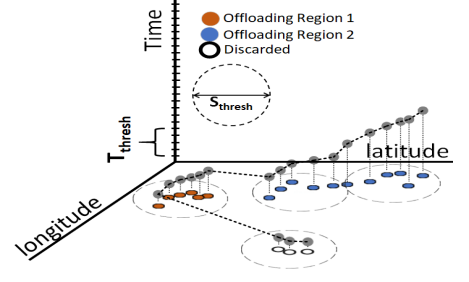 Time
Offloading Region 1
Offloading Region 2
Discarded
Sthresh
Tthresh
latitude
longitude